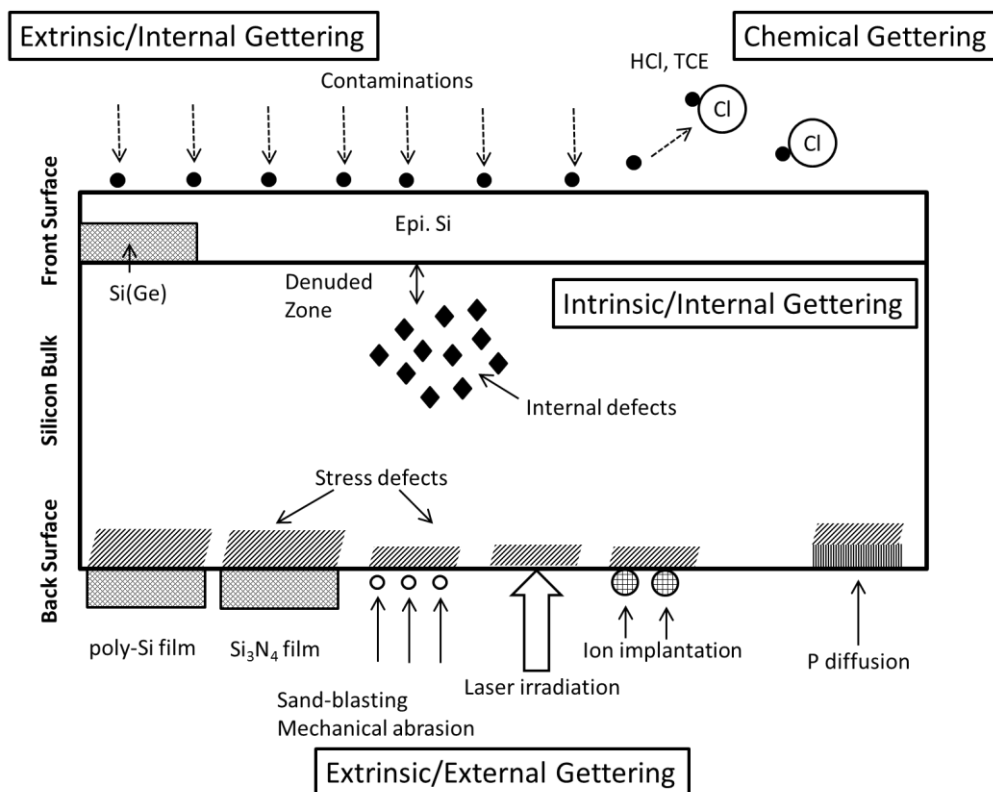 Extrinsic/Internal Gettering
Chemical Gettering
HCl, TCE
Contaminations
Cl
Cl
Front Surface
Epi. Si
Si(Ge)
Denuded
Zone
Intrinsic/Internal Gettering
Silicon Bulk
Internal defects
Stress defects
Back Surface
poly-Si film
Si₃N₄ film
Sand-blasting
Mechanical abrasion
Laser irradiation
Ion implantation
P diffusion
Extrinsic/External Gettering